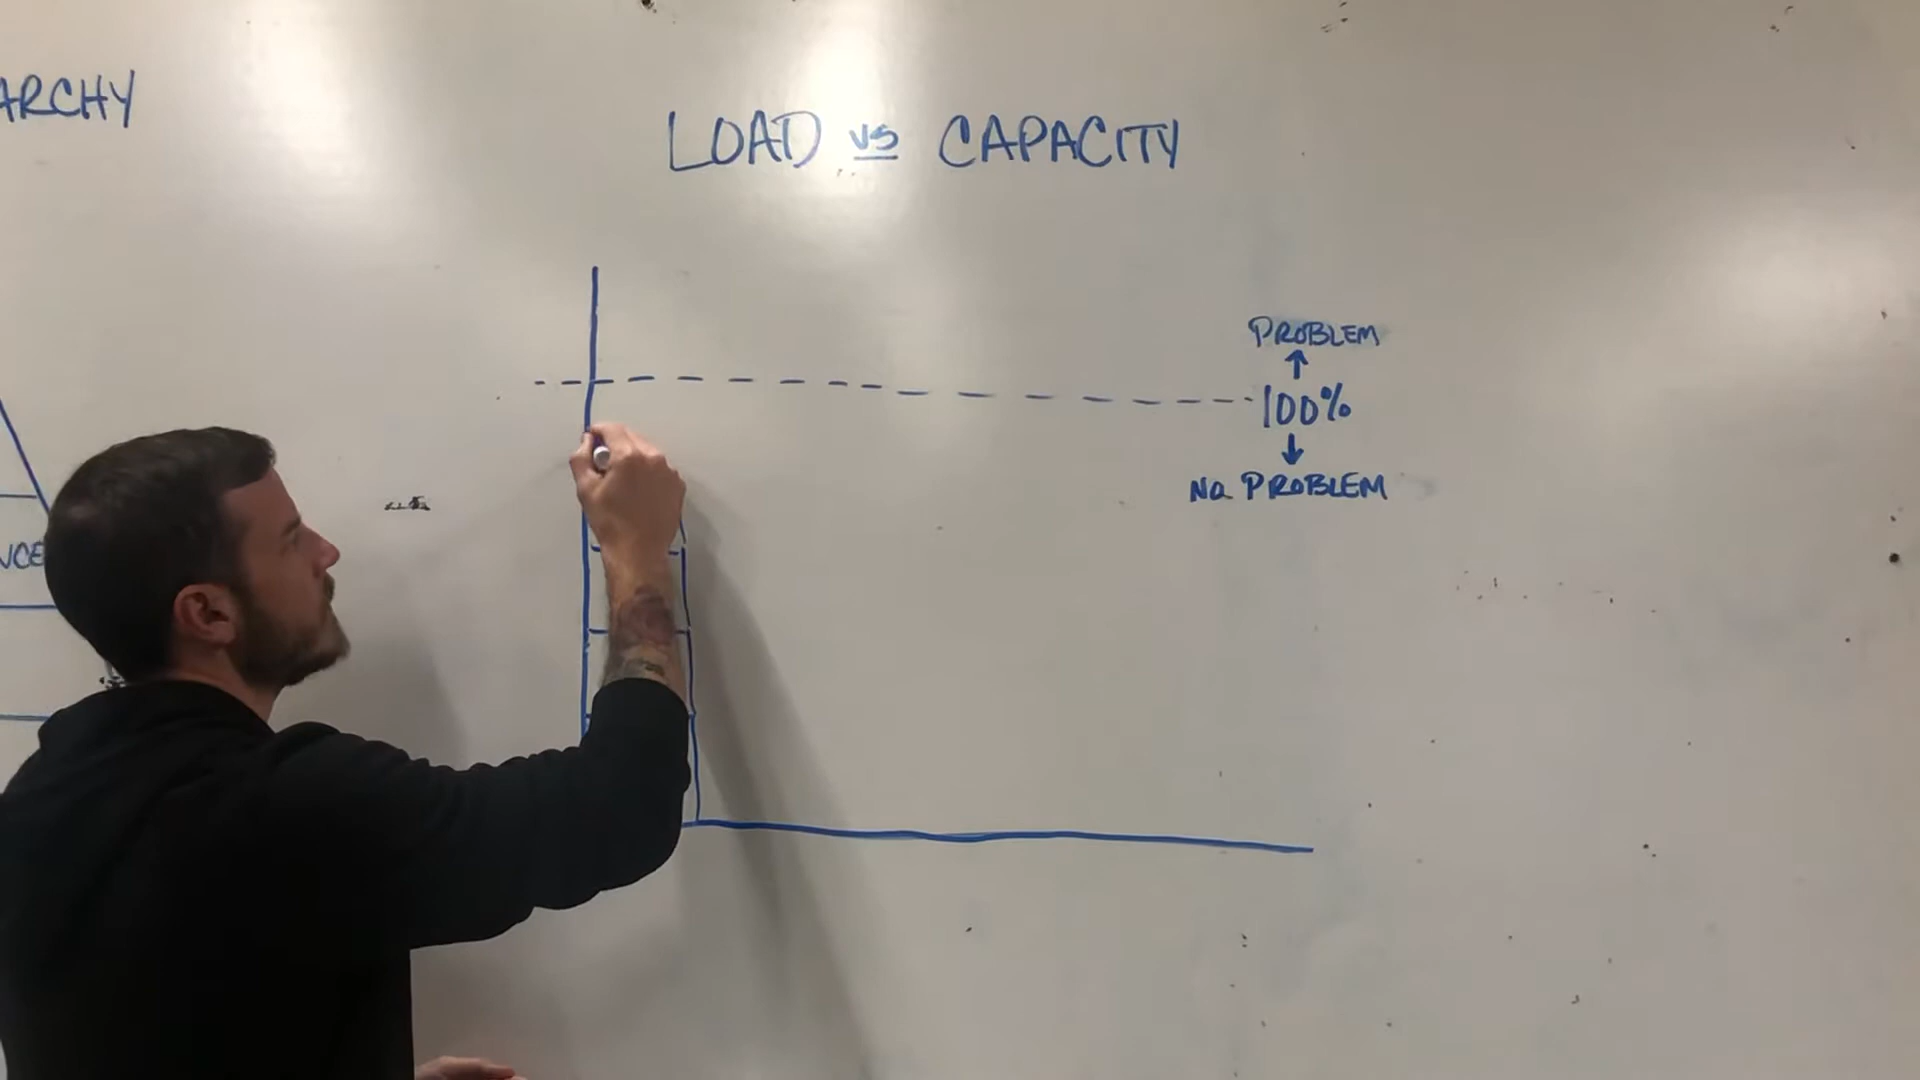 ARCHY
LOAD vs CAPACITY
PROBLEM
100%
NO PROBLEM
NCE